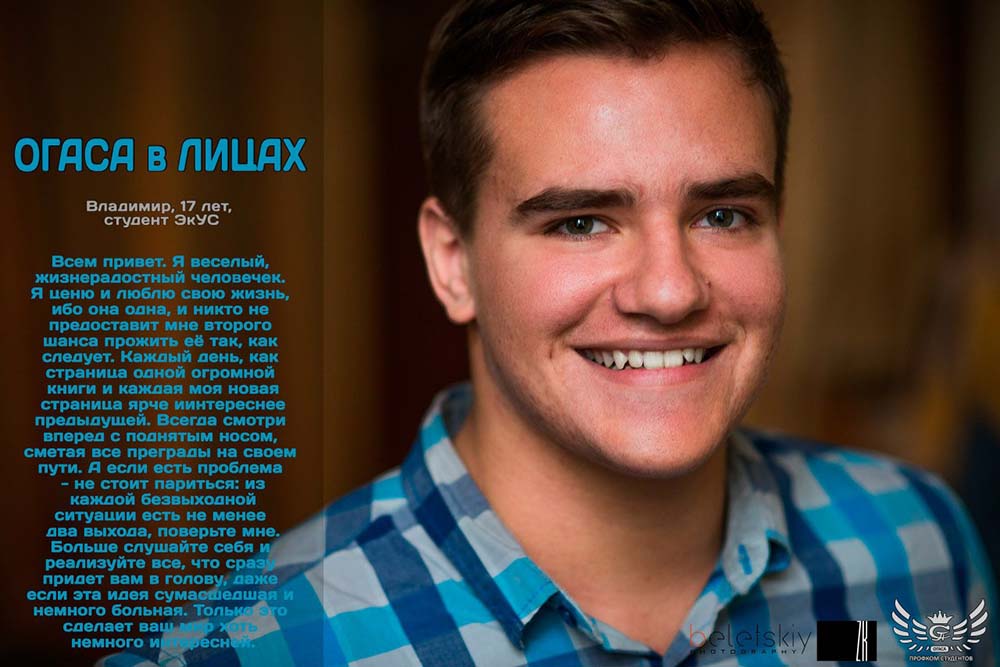 ОГАСА в ЛИЦАХ
Владимир, 17 лет,
студент ЭкУС
Всем привет. Я веселый,
жизнерадостный человечек.
Я ценю и люблю свою жизнь,
ибо она одна, и никто не
предоставит мне второго
шанса прожить её так, как
следует. Каждый день, как
страница одной огромной
книги и каждая моя новая
страница ярче иинтереснее
предыдущей. Всегда смотри
вперед с поднятым носом,
сметая все преграды на своем
пути. А если есть проблема
- не стоит париться: из
каждой безвыходной
ситуации есть не менее
два выхода, поверьте мне.
Больше слушайте себя и
реализуйте все, что сразу
придет вам в голову, даже
если эта идея сумасшедшая и
немного больная. Только это
сделает ваш мир хоть
немного интересней.
beletskiy
PHOTOGRAPHY
ZK
ОГАСА
ПРОФКОМ СТУДЕНТОВ